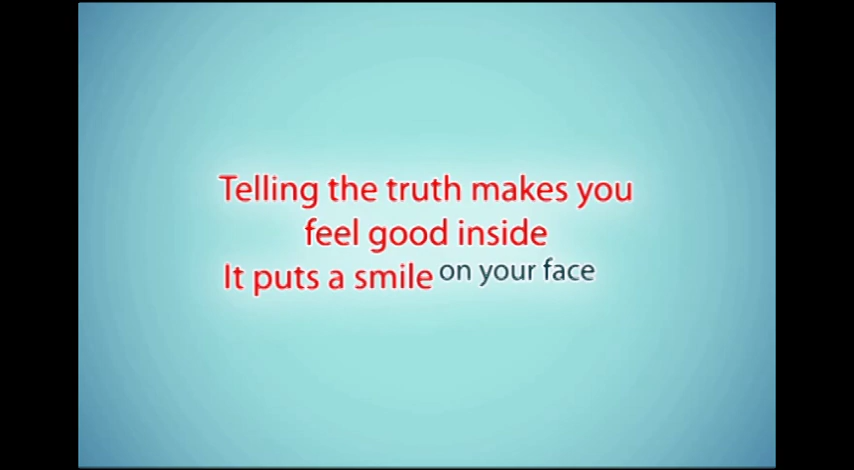 Telling the truth makes you
feel good inside
It puts a smile on your face